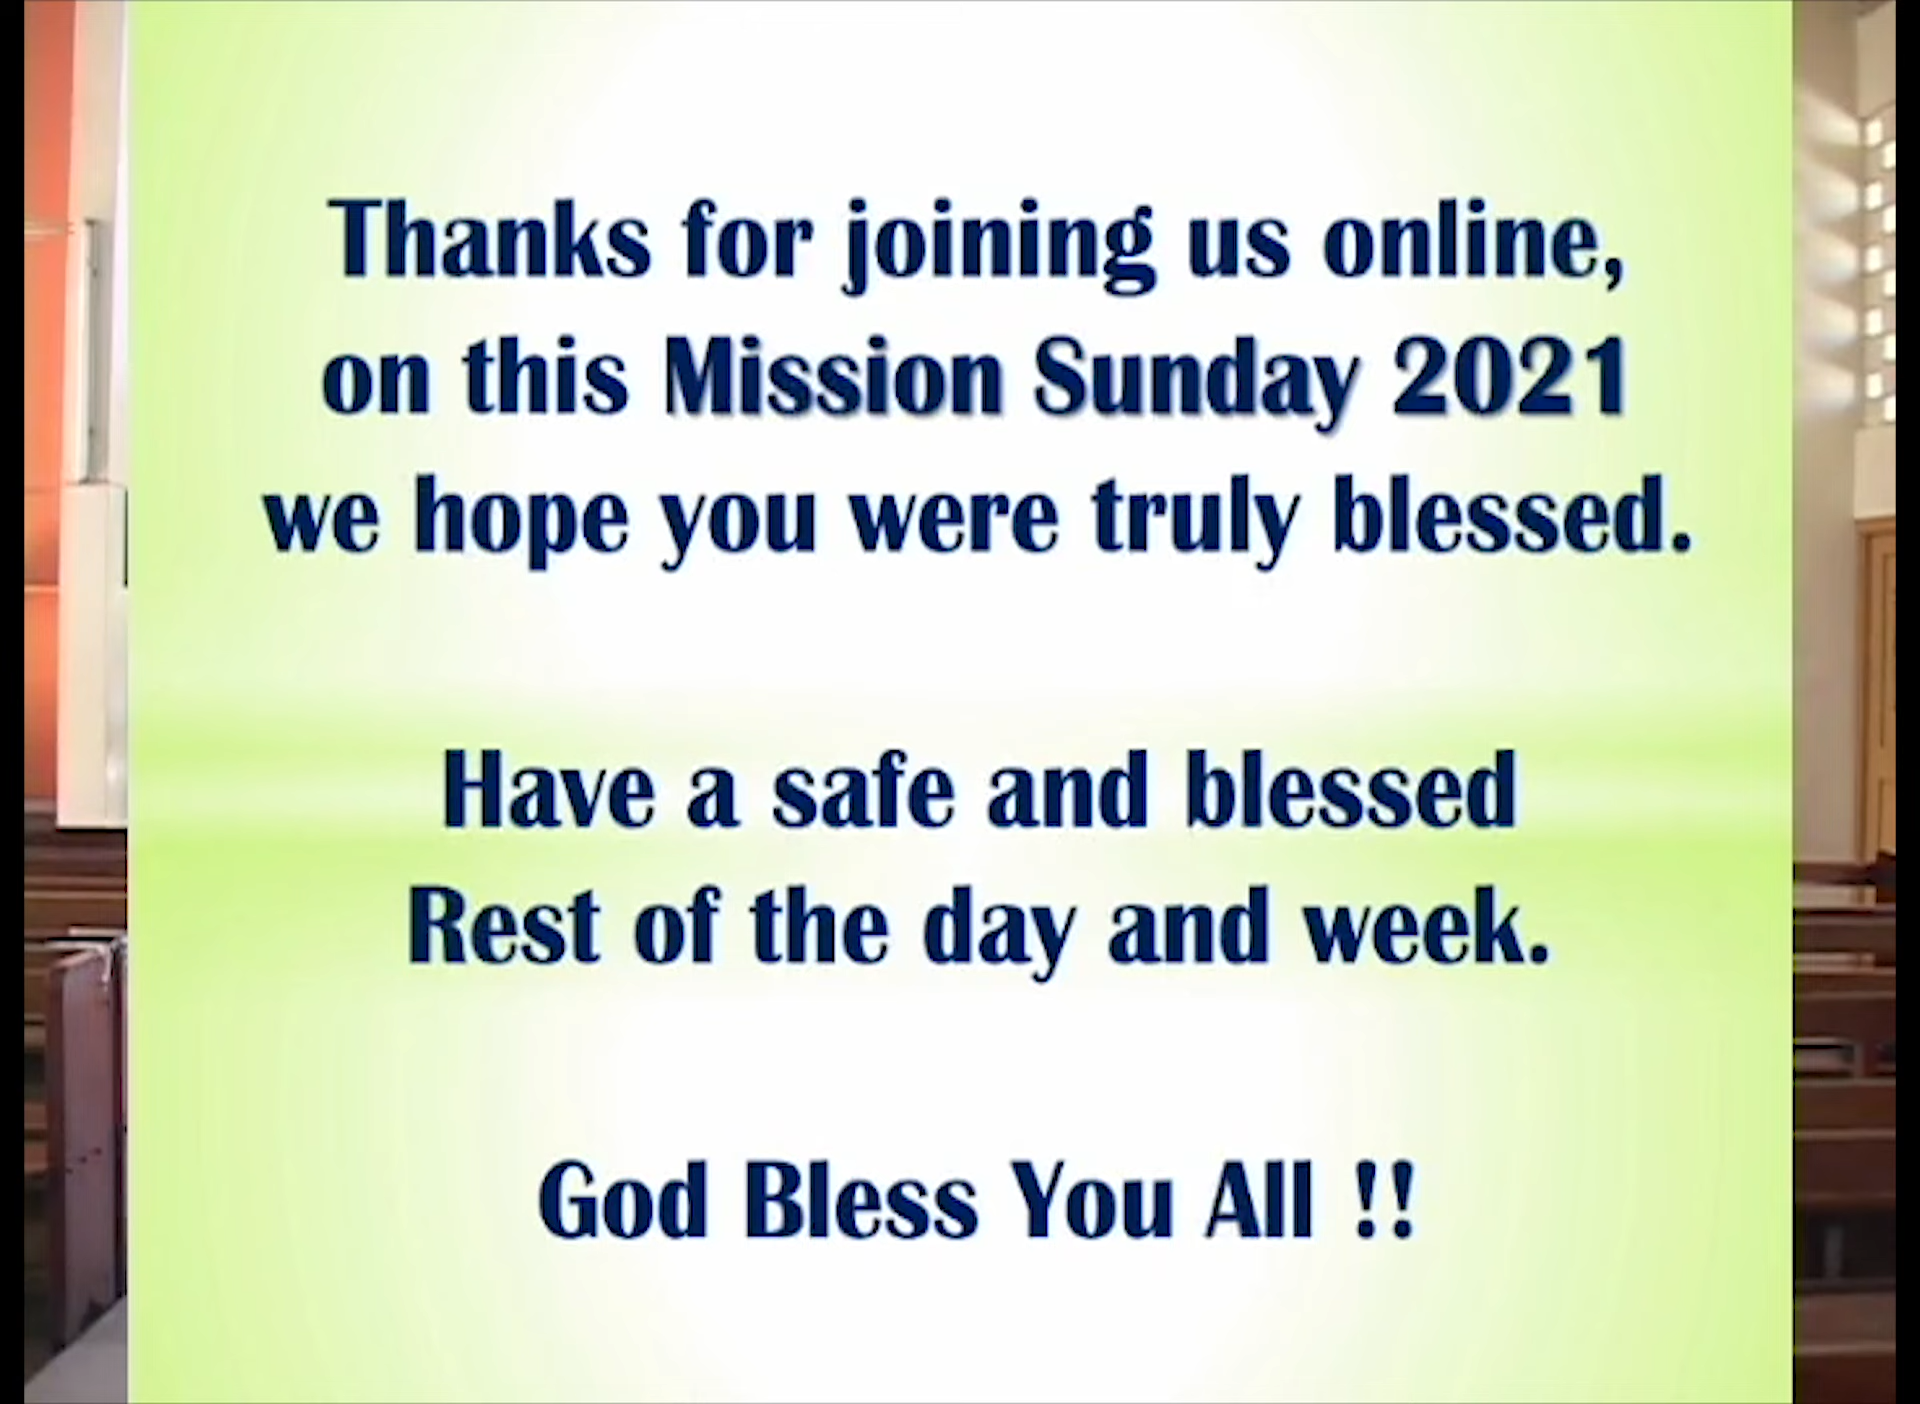 Thanks for joining us online,
on this Mission Sunday 2021
we hope you were truly blessed.
Have a safe and blessed
Rest of the day and week.
God Bless You All !!